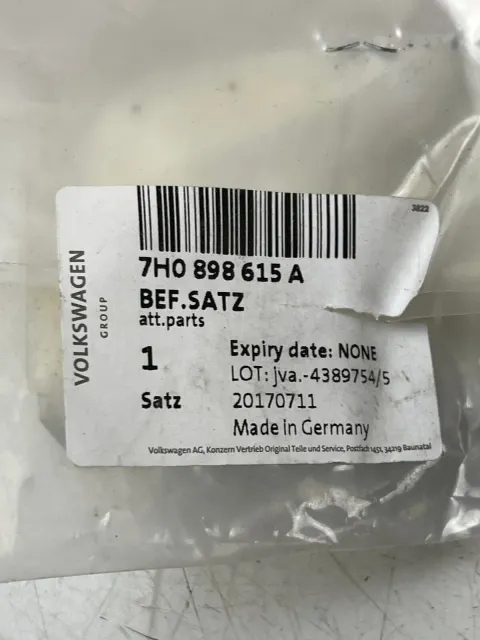 3822
VOLKSWAGEN
GROUP
7H0 898 615 A
BEF.SATZ
att.parts
1
Expiry date: NONE
LOT: jva.-4389754/5
Satz
20170711
Made in Germany
Volkswagen AG, Konzern Vertrieb Original Teile und Service, Postfach 1451, 34219 Baunatal